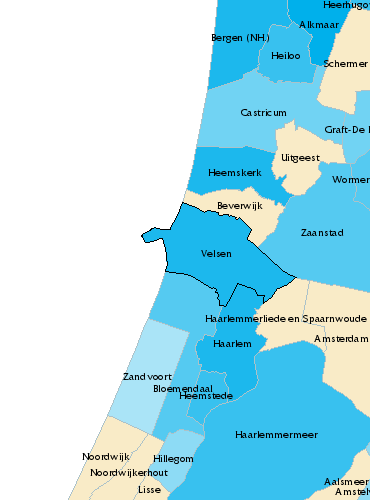 Heerhugo
Alkmaar
Bergen (NH.)
Heiloo
Schermer
Castricum
Graft-De
Uitgeest
Heemskerk
Wormer
Beverwijk
Zaanstad
Velsen
Haarlemmerliede en Spaarnwoude
Amsterdam
Haarlem
Zandvoort
Bloemendaal
Heemstede
Haarlemmermeer
Noordwijk
Hillegom
Noordwijkerhout
Lisse
Aalsmeer
Amstel